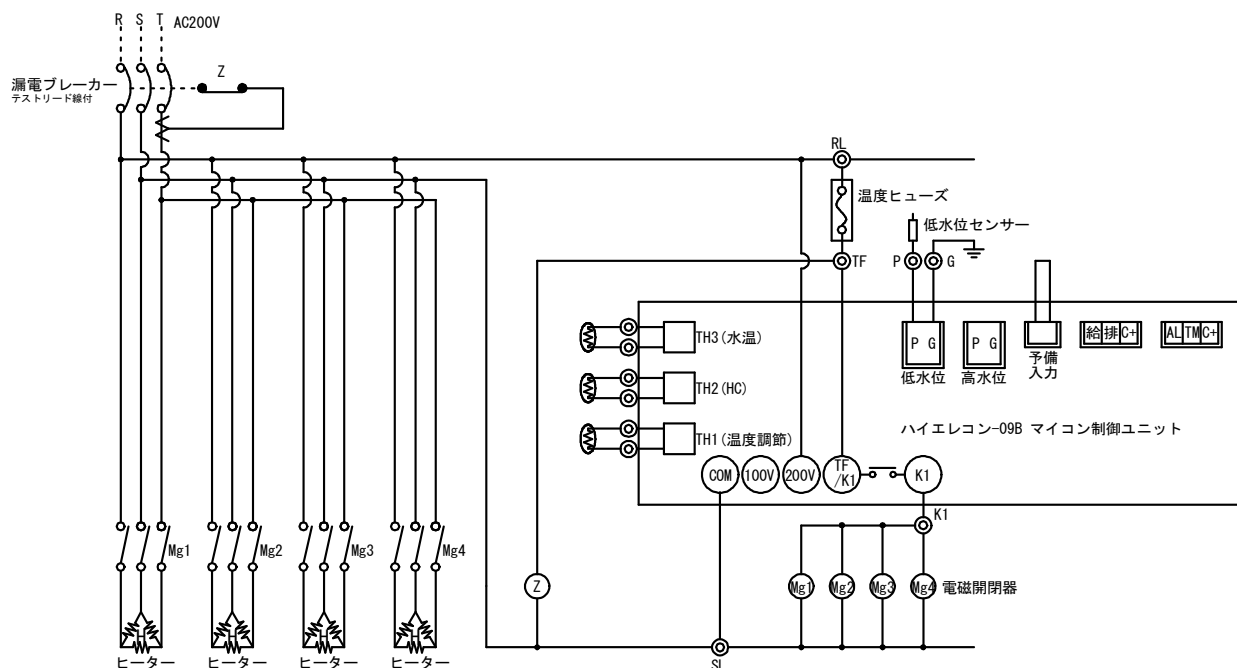 R S T AC200V
Z
漏電ブレーカー
テストリード線付
RL
温度ヒューズ
低水位センサー
TF
P G
TH3(水温)
P G
P G
給排C+
ALTMC+
低水位
高水位
予備
入力
TH2(HC)
TH1(温度調節)
ハイエレコン-09B マイコン制御ユニット
COM
100V
200V
TF
/K1
K1
K1
Mg1
Mg2
Mg3
Mg4
Z
Mg1
Mg2
Mg3
Mg4
電磁開閉器
ヒーター
ヒーター
ヒーター
ヒーター
SL